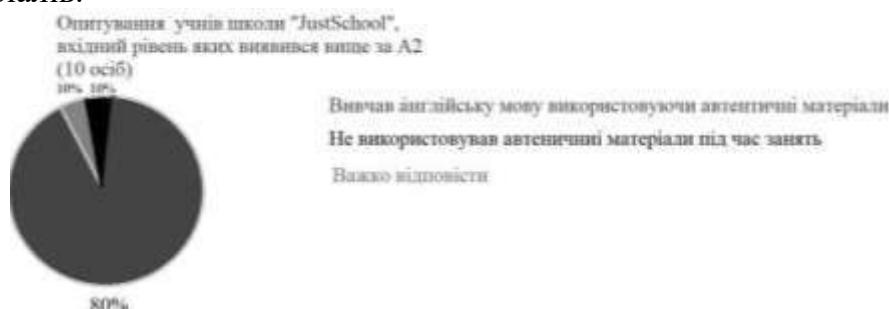 Опитування учнів школи "JustSchool",
вхідний рівень яких виявився вище за А2
(10 осіб)
10% 10%
Вивчав англійську мову використовуючи автентичні матеріали
Не використовував автеничниі матеріали під час занять
Важко відповісти
80%